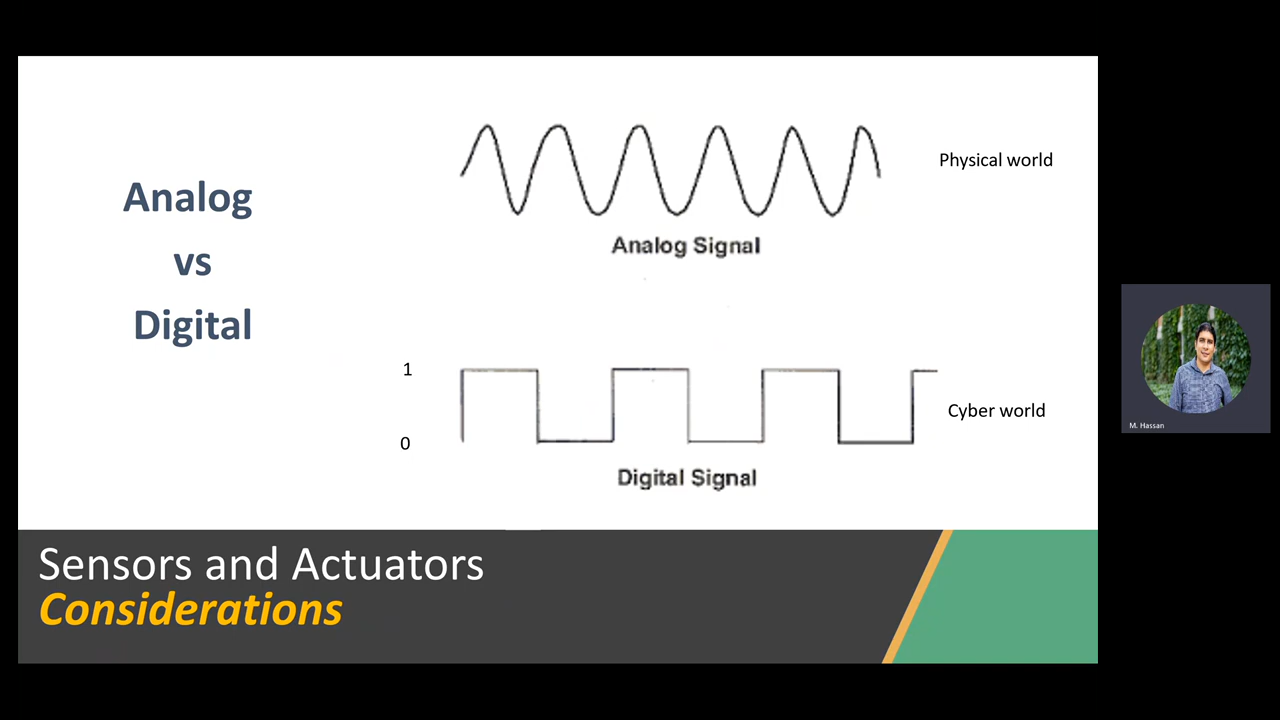 Analog
vs
Digital
Physical world
Analog Signal
1
0
Cyber world
Digital Signal
Sensors and Actuators
Considerations
M. Hassan